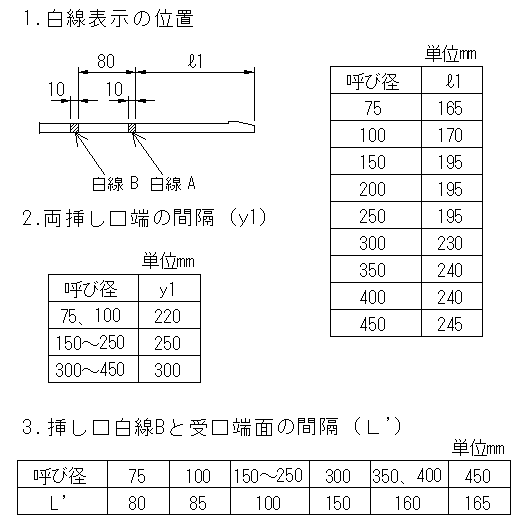 1.白線表示の位置
80 ℓ1
10 10
白線 B 白線 A
単位mm
呼び径 ℓ1
75 165
100 170
150 195
200 195
250 195
300 230
350 240
400 240
450 245
2.両挿し口端の間隔（y1）
単位mm
呼び径 y1
75、100 220
150～250 250
300～450 300
3.挿し口白線Bと受口端面の間隔（L’）
単位mm
呼び径 75 100 150～250 300 350、400 450
L’ 80 85 100 150 160 165